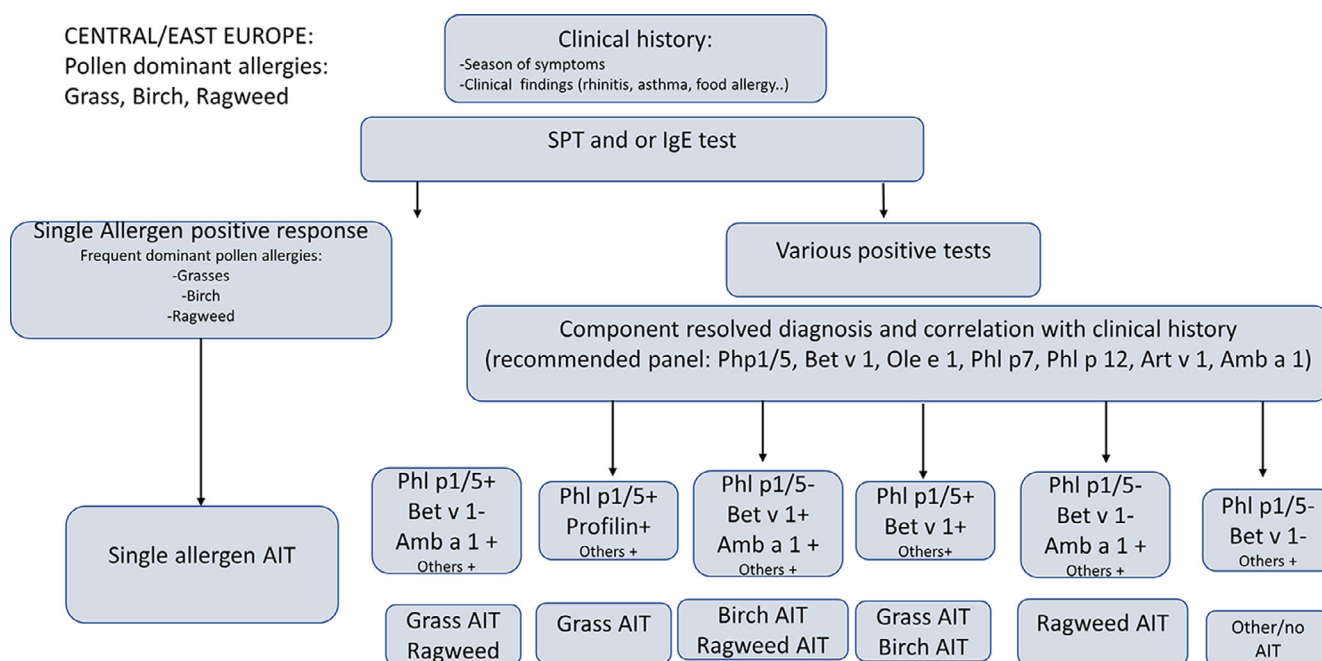 CENTRAL/EAST EUROPE:
Pollen dominant allergies:
Grass, Birch, Ragweed
Clinical history:
-Season of symptoms
-Clinical findings (rhinitis, asthma, food allergy..)
SPT and or IgE test
Single Allergen positive response
Frequent dominant pollen allergies:
-Grasses
-Birch
-Ragweed
Various positive tests
Component resolved diagnosis and correlation with clinical history
(recommended panel: Php1/5, Bet v 1, Ole e 1, Phl p7, Phl p 12, Art v 1, Amb a 1)
Single allergen AIT
Phl p1/5+
Bet v 1-
Amb a 1 +
Others +
Phl p1/5+
Profilin+
Others +
Phl p1/5-
Bet v 1+
Amb a 1 +
Others +
Phl p1/5+
Bet v 1+
Others+
Phl p1/5-
Bet v 1-
Amb a 1 +
Others +
Phl p1/5-
Bet v 1-
Others +
Grass AIT
Ragweed
Grass AIT
Birch AIT
Ragweed AIT
Grass AIT
Birch AIT
Ragweed AIT
Other/no
AIT